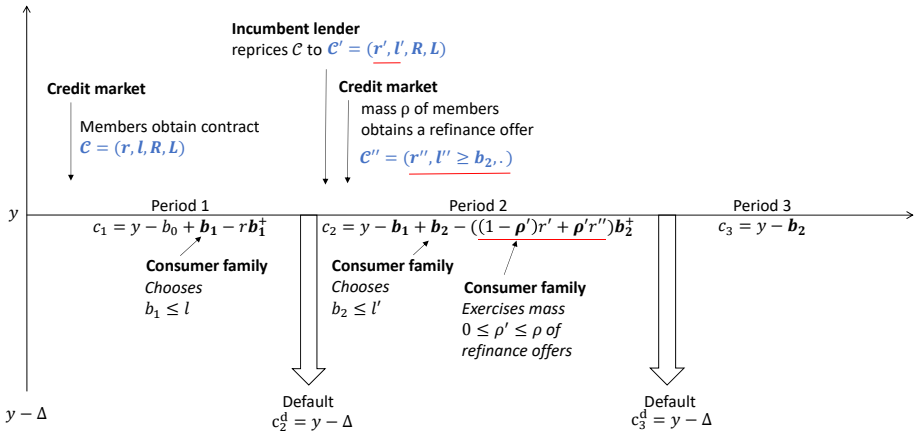 Incumbent lender
reprices 𝒞 to 𝒞′ = (r′, l′, R, L)
Credit market
Members obtain contract
𝒞 = (r, l, R, L)
Credit market
mass ρ of members
obtains a refinance offer
𝒞′′ = (r′′, l′′ ≥ b₂, .)
Period 1
Period 2
Period 3
y
c₁ = y − b₀ + b₁ − rb₁⁺
c₂ = y − b₁ + b₂ − ((1 − ρ′)r′ + ρ′r′′)b₂⁺
c₃ = y − b₂
Consumer family
Chooses
b₁ ≤ l
Consumer family
Chooses
b₂ ≤ l′
Consumer family
Exercises mass
0 ≤ ρ′ ≤ ρ of
refinance offers
y − Δ
Default
c₂ᵈ = y − Δ
Default
c₃ᵈ = y − Δ